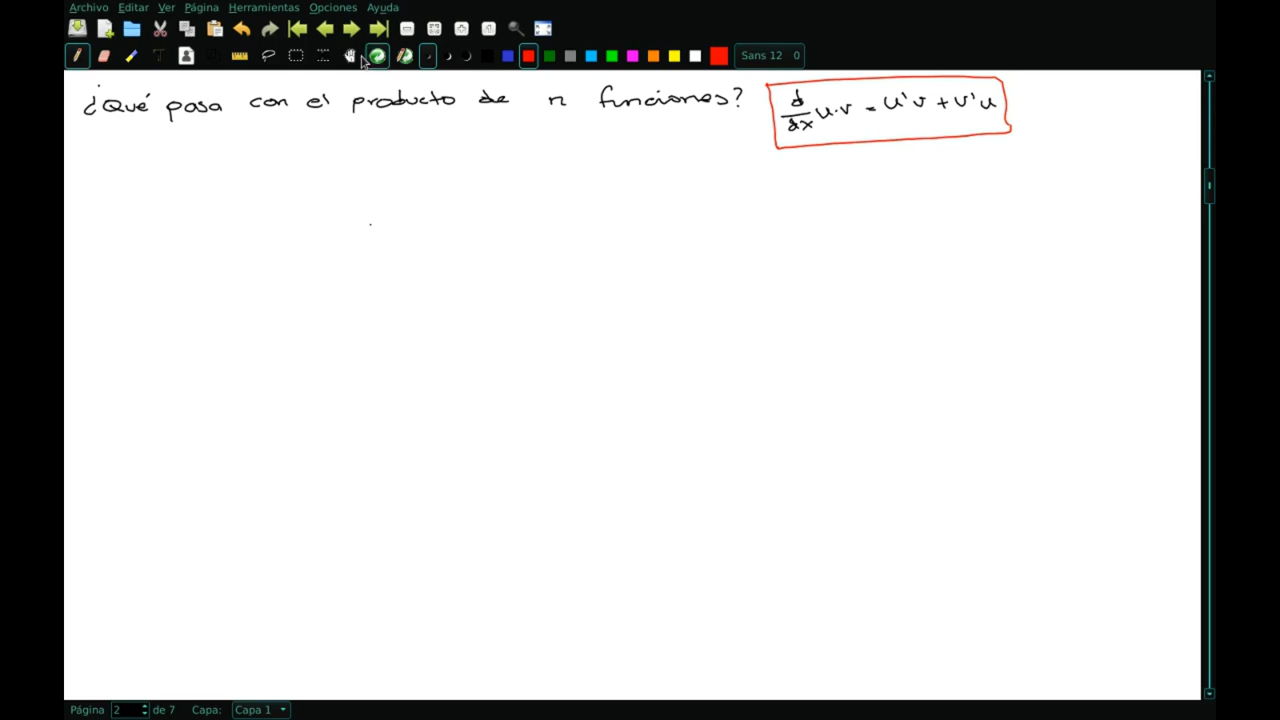 Archivo Editar Ver Página Herramientas Opciones Ayuda
Sans 12 0
¿Qué pasa con el producto de n funciones?
d/dx u·v = u'v + v'u
Página 2 de 7 Capa: Capa 1